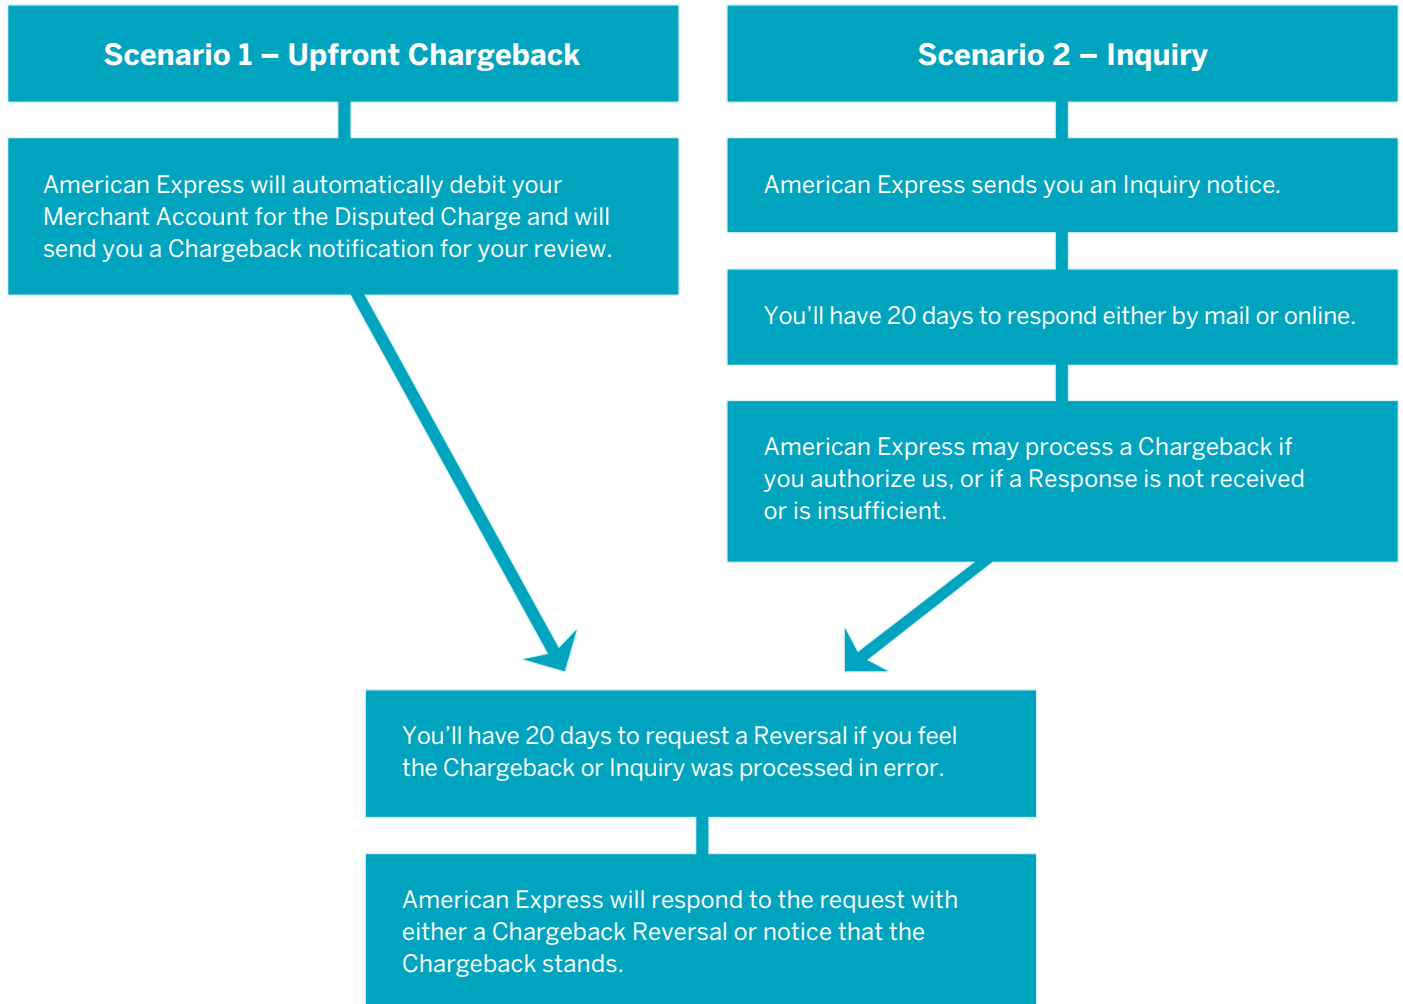 Scenario 1 – Upfront Chargeback
American Express will automatically debit your
Merchant Account for the Disputed Charge and will
send you a Chargeback notification for your review.
Scenario 2 – Inquiry
American Express sends you an Inquiry notice.
You’ll have 20 days to respond either by mail or online.
American Express may process a Chargeback if
you authorize us, or if a Response is not received
or is insufficient.
You’ll have 20 days to request a Reversal if you feel
the Chargeback or Inquiry was processed in error.
American Express will respond to the request with
either a Chargeback Reversal or notice that the
Chargeback stands.